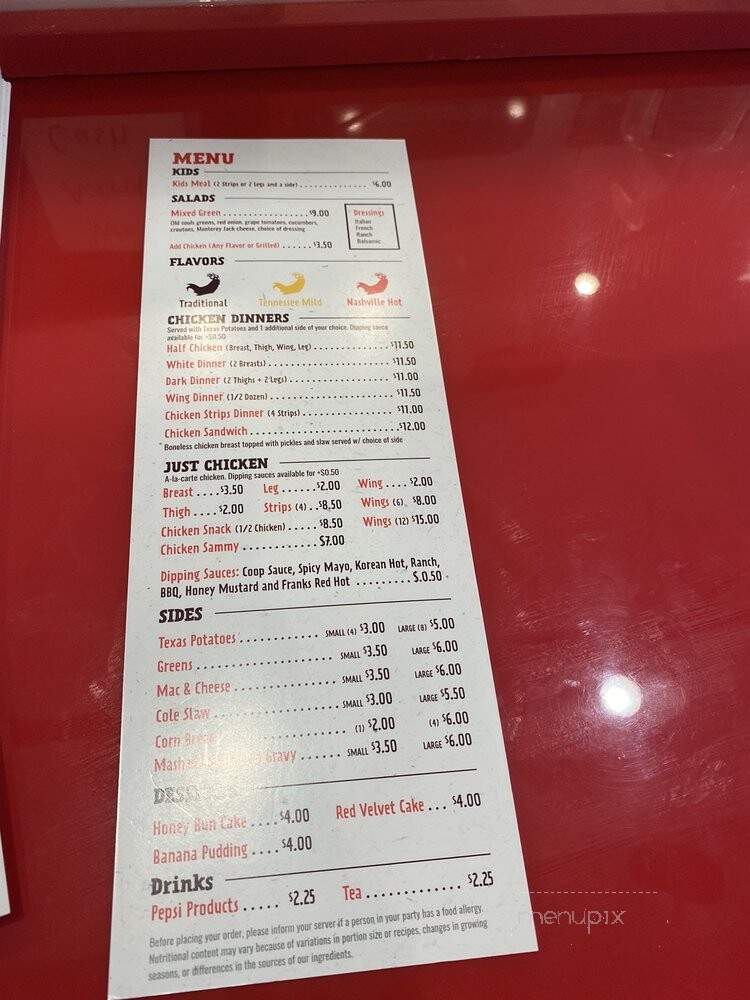 MENU
KIDS
Kids Meal (2 Strips or 2 Legs and a side) . . . . . . . . . . . . . . $6.00
SALADS
Mixed Green . . . . . . . . . . . . . . . . . $9.00
Old souls greens, red onion, grape tomatoes, cucumbers,
croutons, Monterey Jack cheese, choice of dressing
Add Chicken (Any Flavor or Grilled) . . . . . . $3.50
Dressings
Italian
French
Ranch
Balsamic
FLAVORS
Traditional Tennessee Mild Nashville Hot
CHICKEN DINNERS
Served with Texas Potatoes and 1 additional side of your choice. Dipping sauce
available for +$0.50
Half Chicken (Breast, Thigh, Wing, Leg) . . . . . . . . . . . . . . . . $11.50
White Dinner (2 Breasts) . . . . . . . . . . . . . . . . . . . . . . . . $11.50
Dark Dinner (2 Thighs + 2 Legs) . . . . . . . . . . . . . . . . . . . . $11.00
Wing Dinner (1/2 Dozen) . . . . . . . . . . . . . . . . . . . . . . . . $11.50
Chicken Strips Dinner (4 Strips) . . . . . . . . . . . . . . . . . . . $11.00
Chicken Sandwich . . . . . . . . . . . . . . . . . . . . . . . . . . . $12.00
* Boneless chicken breast topped with pickles and slaw served w/ choice of side
JUST CHICKEN
A-la-carte chicken. Dipping sauces available for +$0.50
Breast . . . . $3.50 Leg . . . . . . $2.00 Wing . . . . $2.00
Thigh . . . . $2.00 Strips (4) . . $8.50 Wings (6) $8.00
Chicken Snack (1/2 Chicken) . . . . . $8.50 Wings (12) $15.00
Chicken Sammy . . . . . . . . . . . . $7.00
Dipping Sauces: Coop Sauce, Spicy Mayo, Korean Hot, Ranch,
BBQ, Honey Mustard and Franks Red Hot . . . . . . . . . $.0.50
SIDES
Texas Potatoes . . . . . . . . . . . . SMALL (4) $3.00 LARGE (8) $5.00
Greens . . . . . . . . . . . . . . . . . . . . SMALL $3.50 LARGE $6.00
Mac & Cheese . . . . . . . . . . . . . . . . SMALL $3.50 LARGE $6.00
Cole Slaw . . . . . . . . . . . . . . . . . . . SMALL $3.00 LARGE $5.50
Corn . . . . . . . . . . . . . . . . . . . (1) $2.00 (4) $6.00
Gravy . . . . . . SMALL $3.50 LARGE $6.00
Honey Bun Cake . . . . $4.00 Red Velvet Cake . . . $4.00
Banana Pudding . . . . $4.00
Drinks
Pepsi Products . . . . . $2.25 Tea . . . . . . . . . . . . . $2.25
Before placing your order, please inform your server if a person in your party has a food allergy.
Nutritional content may vary because of variations in portion size or recipes, changes in growing
seasons, or differences in the sources of our ingredients.
menupix